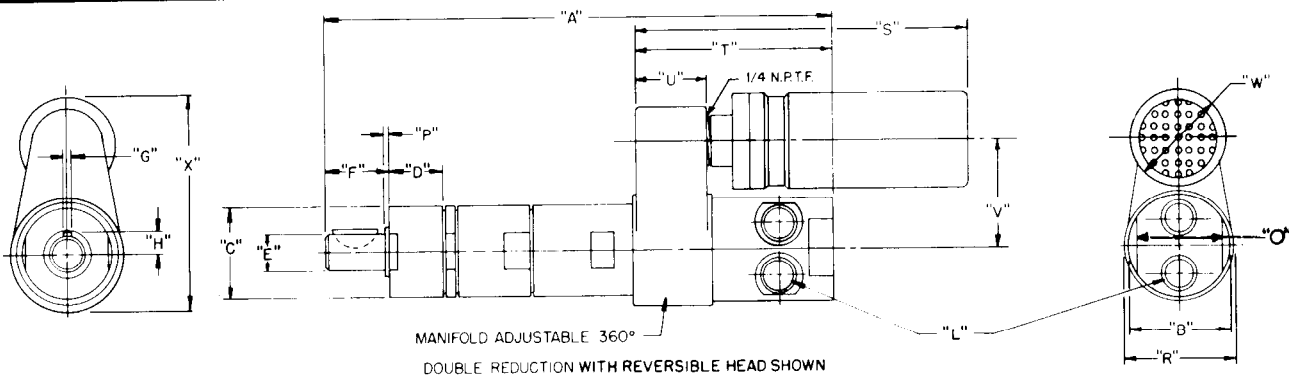 "A"
"S"
"T"
"U"
1/4 N.P.T.F.
"W"
"P"
"G"
"X"
"F"
"D"
"V"
"H"
"C"
"E"
"O"
"L"
"B"
"R"
MANIFOLD ADJUSTABLE 360°
DOUBLE REDUCTION WITH REVERSIBLE HEAD SHOWN